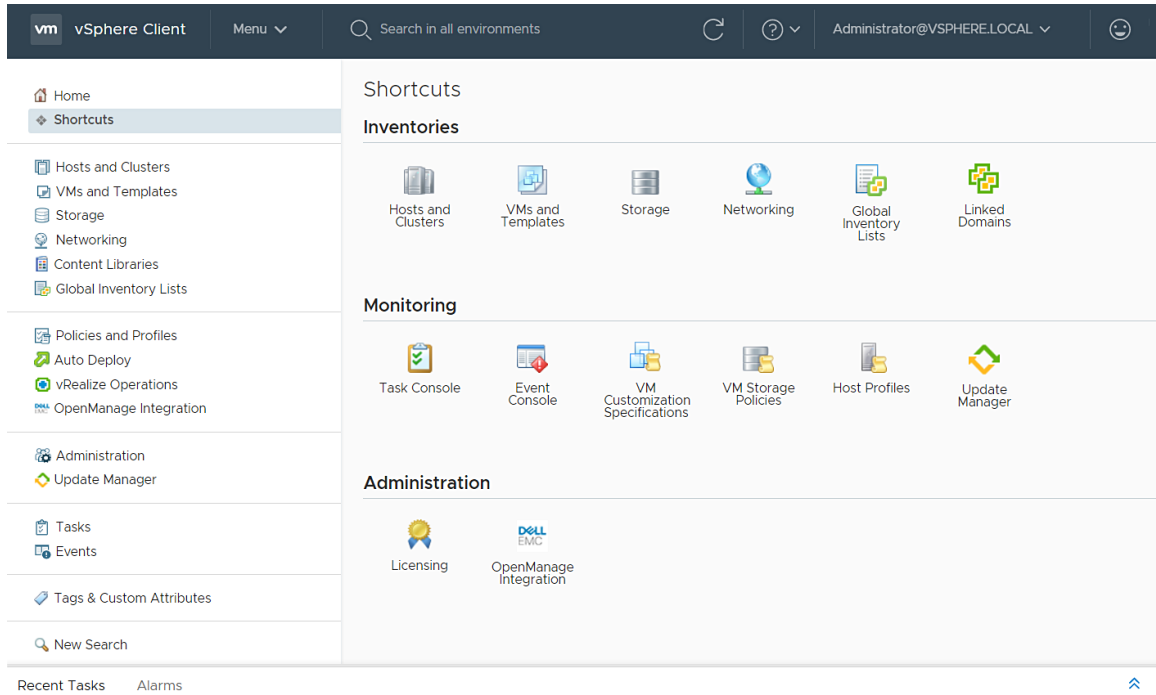 vm vSphere Client Menu Search in all environments Administrator@VSPHERE.LOCAL
Home
Shortcuts
Hosts and Clusters
VMs and Templates
Storage
Networking
Content Libraries
Global Inventory Lists
Policies and Profiles
Auto Deploy
vRealize Operations
DELL EMC OpenManage Integration
Administration
Update Manager
Tasks
Events
Tags & Custom Attributes
New Search
Shortcuts
Inventories
Hosts and
Clusters
VMs and
Templates
Storage
Networking
Global
Inventory
Lists
Linked
Domains
Monitoring
Task Console
Event
Console
VM
Customization
Specifications
VM Storage
Policies
Host Profiles
Update
Manager
Administration
Licensing
DELL
EMC
OpenManage
Integration
Recent Tasks Alarms